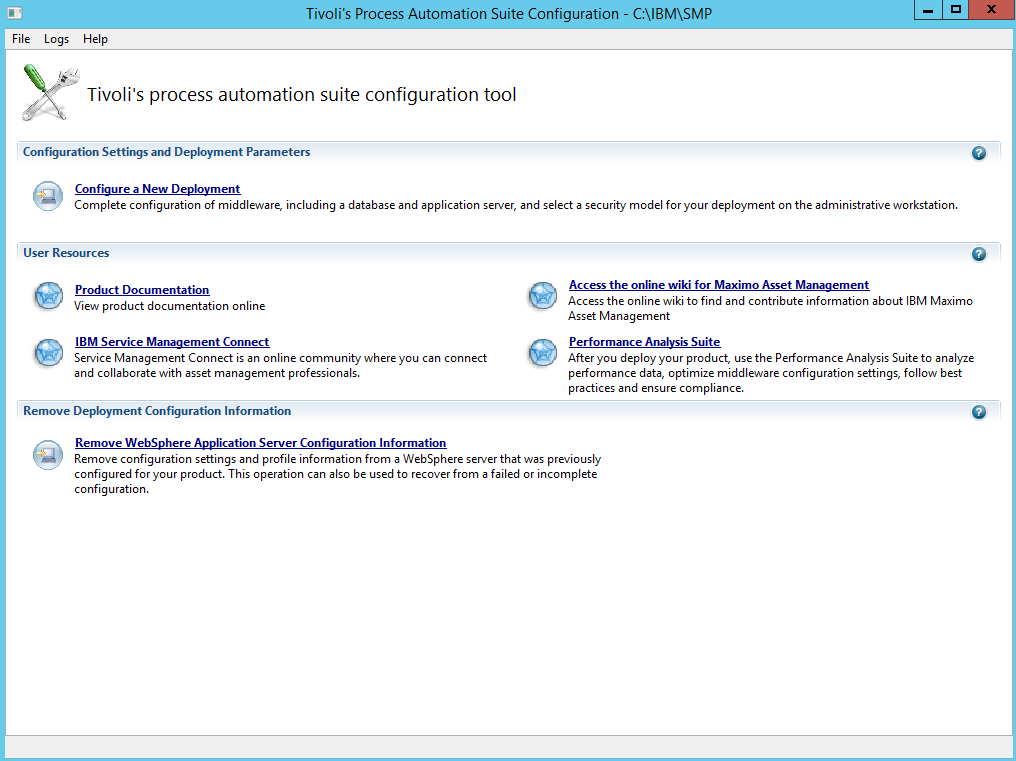 Tivoli's Process Automation Suite Configuration - C:\IBM\SMP
File Logs Help
Tivoli's process automation suite configuration tool
Configuration Settings and Deployment Parameters
?
Configure a New Deployment
Complete configuration of middleware, including a database and application server, and select a security model for your deployment on the administrative workstation.
User Resources
?
Product Documentation
View product documentation online
Access the online wiki for Maximo Asset Management
Access the online wiki to find and contribute information about IBM Maximo
Asset Management
IBM Service Management Connect
Service Management Connect is an online community where you can connect
and collaborate with asset management professionals.
Performance Analysis Suite
After you deploy your product, use the Performance Analysis Suite to analyze
performance data, optimize middleware configuration settings, follow best
practices and ensure compliance.
Remove Deployment Configuration Information
?
Remove WebSphere Application Server Configuration Information
Remove configuration settings and profile information from a WebSphere server that was previously
configured for your product. This operation can also be used to recover from a failed or incomplete
configuration.